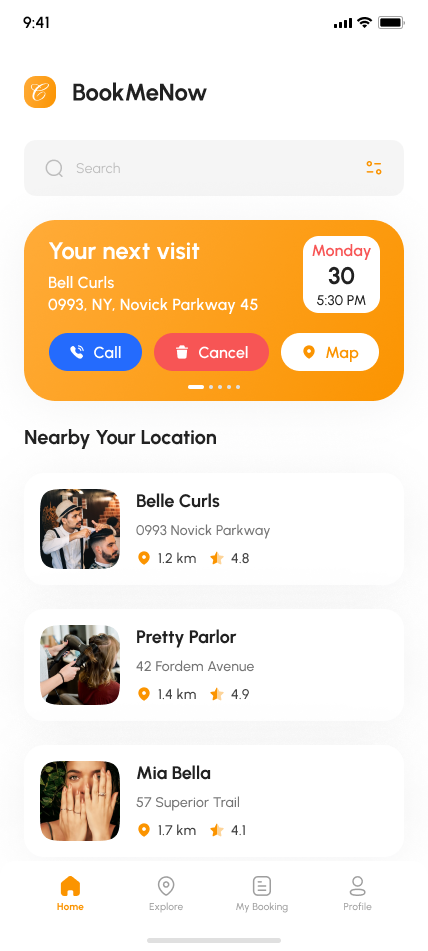 9:41
C
BookMeNow
Search
Your next visit
Bell Curls
0993, NY, Novick Parkway 45
Monday
30
5:30 PM
Call
Cancel
Map
Nearby Your Location
Belle Curls
0993 Novick Parkway
1.2 km
4.8
Pretty Parlor
42 Fordem Avenue
1.4 km
4.9
Mia Bella
57 Superior Trail
1.7 km
4.1
Home
Explore
My Booking
Profile